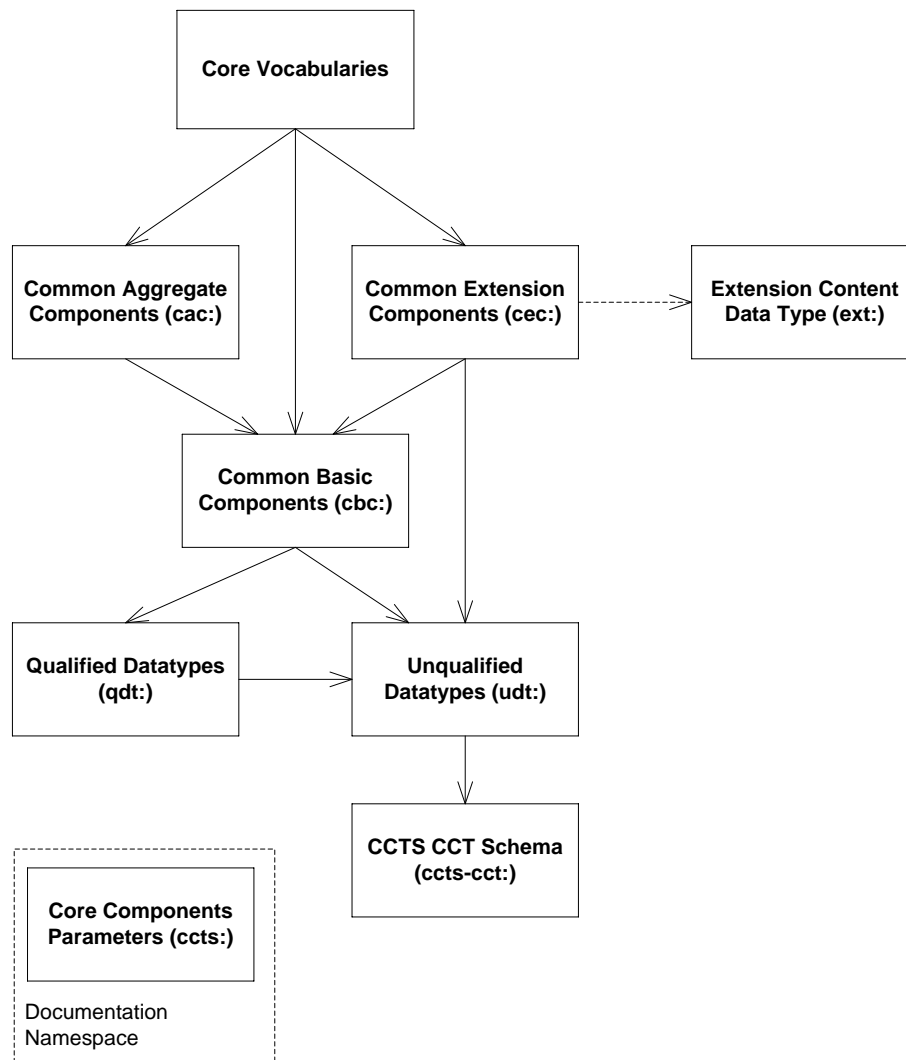 Core Vocabularies
Common Aggregate
Components (cac:)
Common Extension
Components (cec:)
Extension Content
Data Type (ext:)
Common Basic
Components (cbc:)
Qualified Datatypes
(qdt:)
Unqualified
Datatypes (udt:)
CCTS CCT Schema
(ccts-cct:)
Core Components
Parameters (ccts:)
Documentation
Namespace